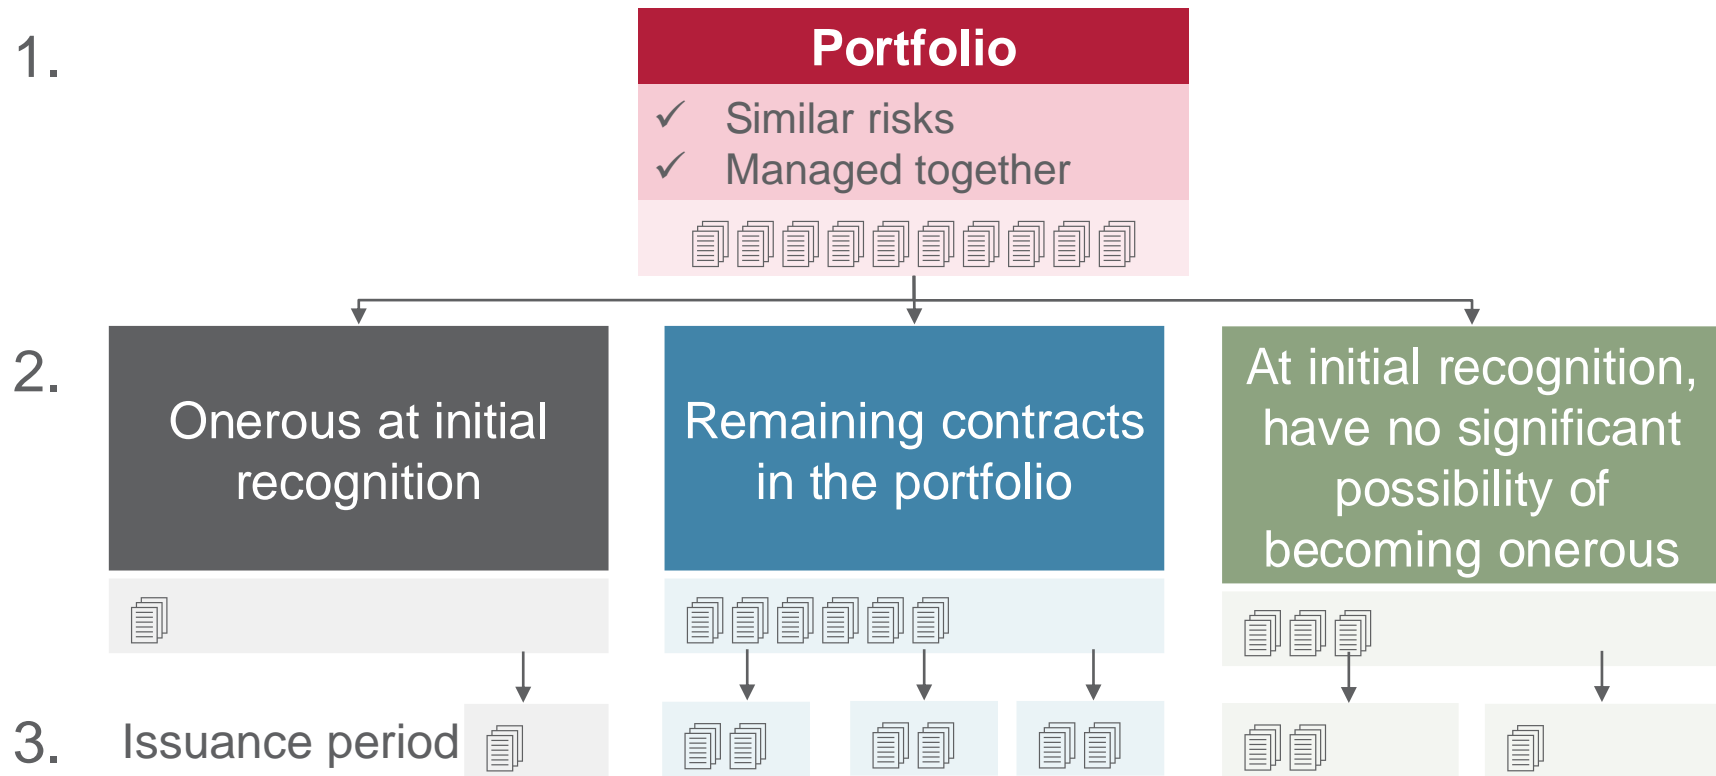 1.
Portfolio
✓ Similar risks
✓ Managed together
2.
Onerous at initial
recognition
Remaining contracts
in the portfolio
At initial recognition,
have no significant
possibility of
becoming onerous
3.
Issuance period